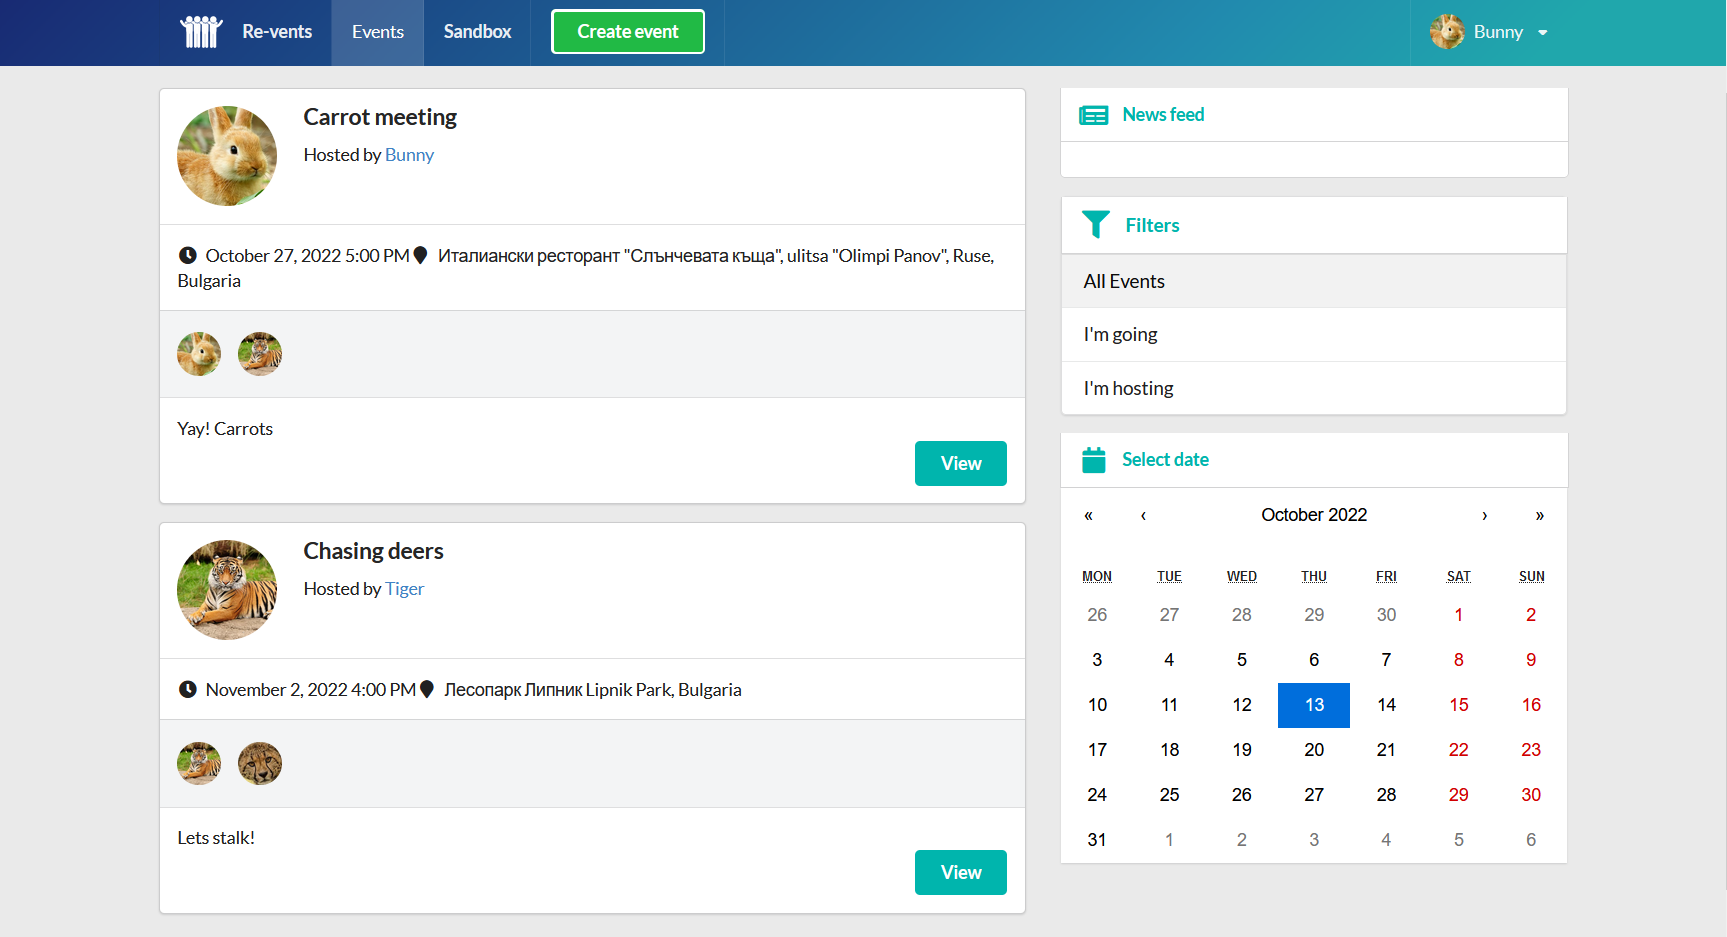 Re-vents Events Sandbox Create event Bunny
Carrot meeting
Hosted by Bunny
October 27, 2022 5:00 PM Италиански ресторант "Слънчевата къща", ulitsa "Olimpi Panov", Ruse,
Bulgaria
Yay! Carrots
View
Chasing deers
Hosted by Tiger
November 2, 2022 4:00 PM Лесопарк Липник Lipnik Park, Bulgaria
Lets stalk!
View
News feed
Filters
All Events
I'm going
I'm hosting
Select date
« ‹ October 2022 › »
MON TUE WED THU FRI SAT SUN
26 27 28 29 30 1 2
3 4 5 6 7 8 9
10 11 12 13 14 15 16
17 18 19 20 21 22 23
24 25 26 27 28 29 30
31 1 2 3 4 5 6